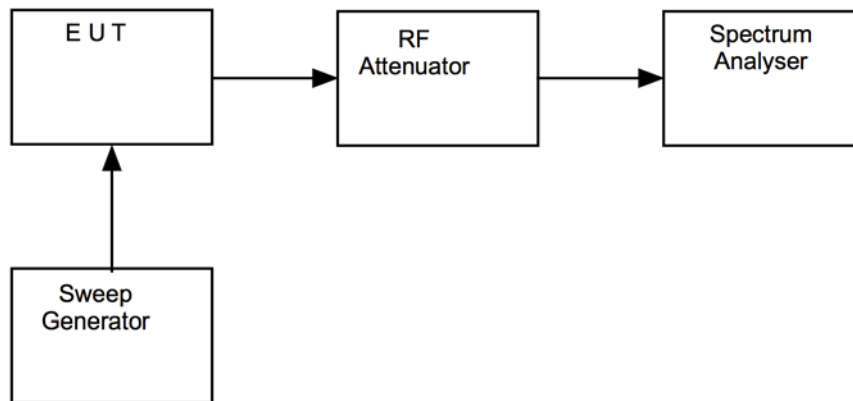 E U T
RF
Attenuator
Spectrum
Analyser
Sweep
Generator